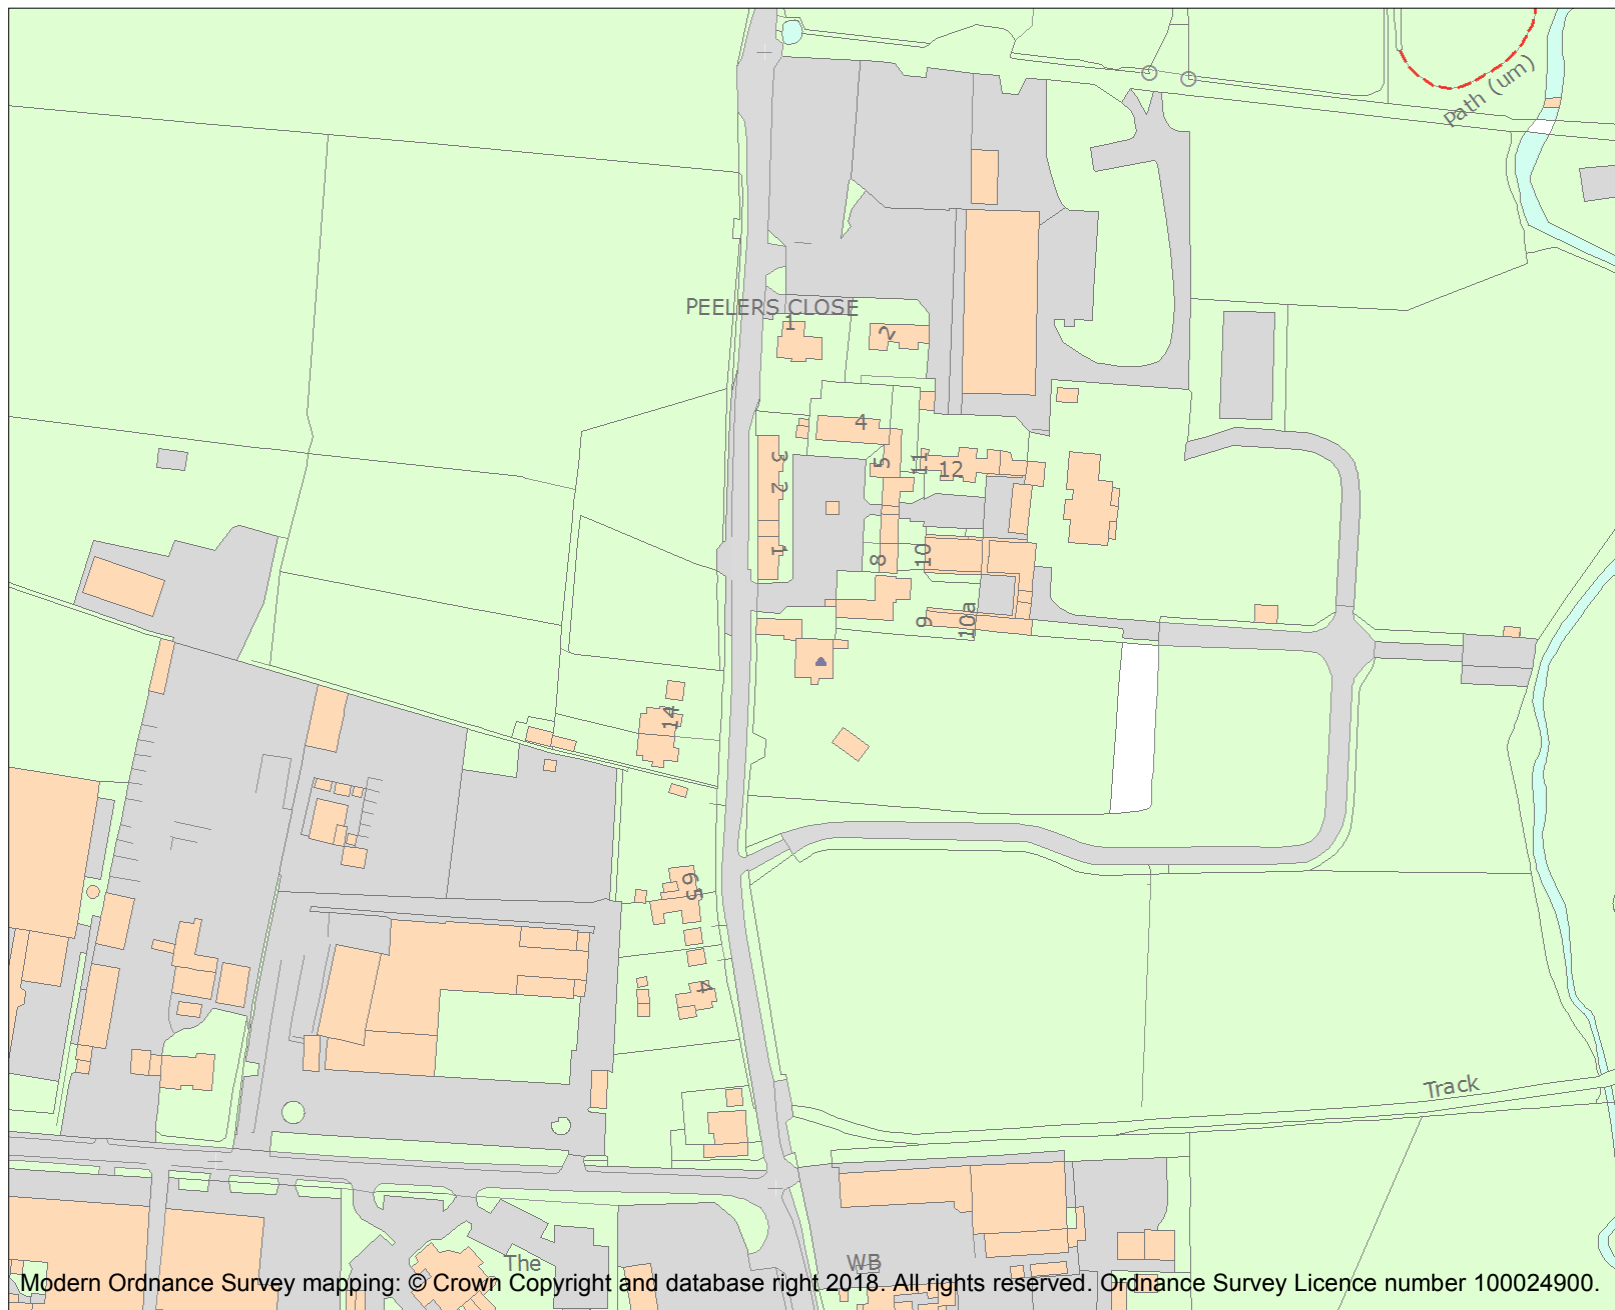 Path (um)
PEELERS CLOSE
1
2
4
3
5
11
12
2
1
8
10
9
10a
14
6
5
4
Track
The
WB
Modern Ordnance Survey mapping: © Crown Copyright and database right 2018. All rights reserved. Ordnance Survey Licence number 100024900.